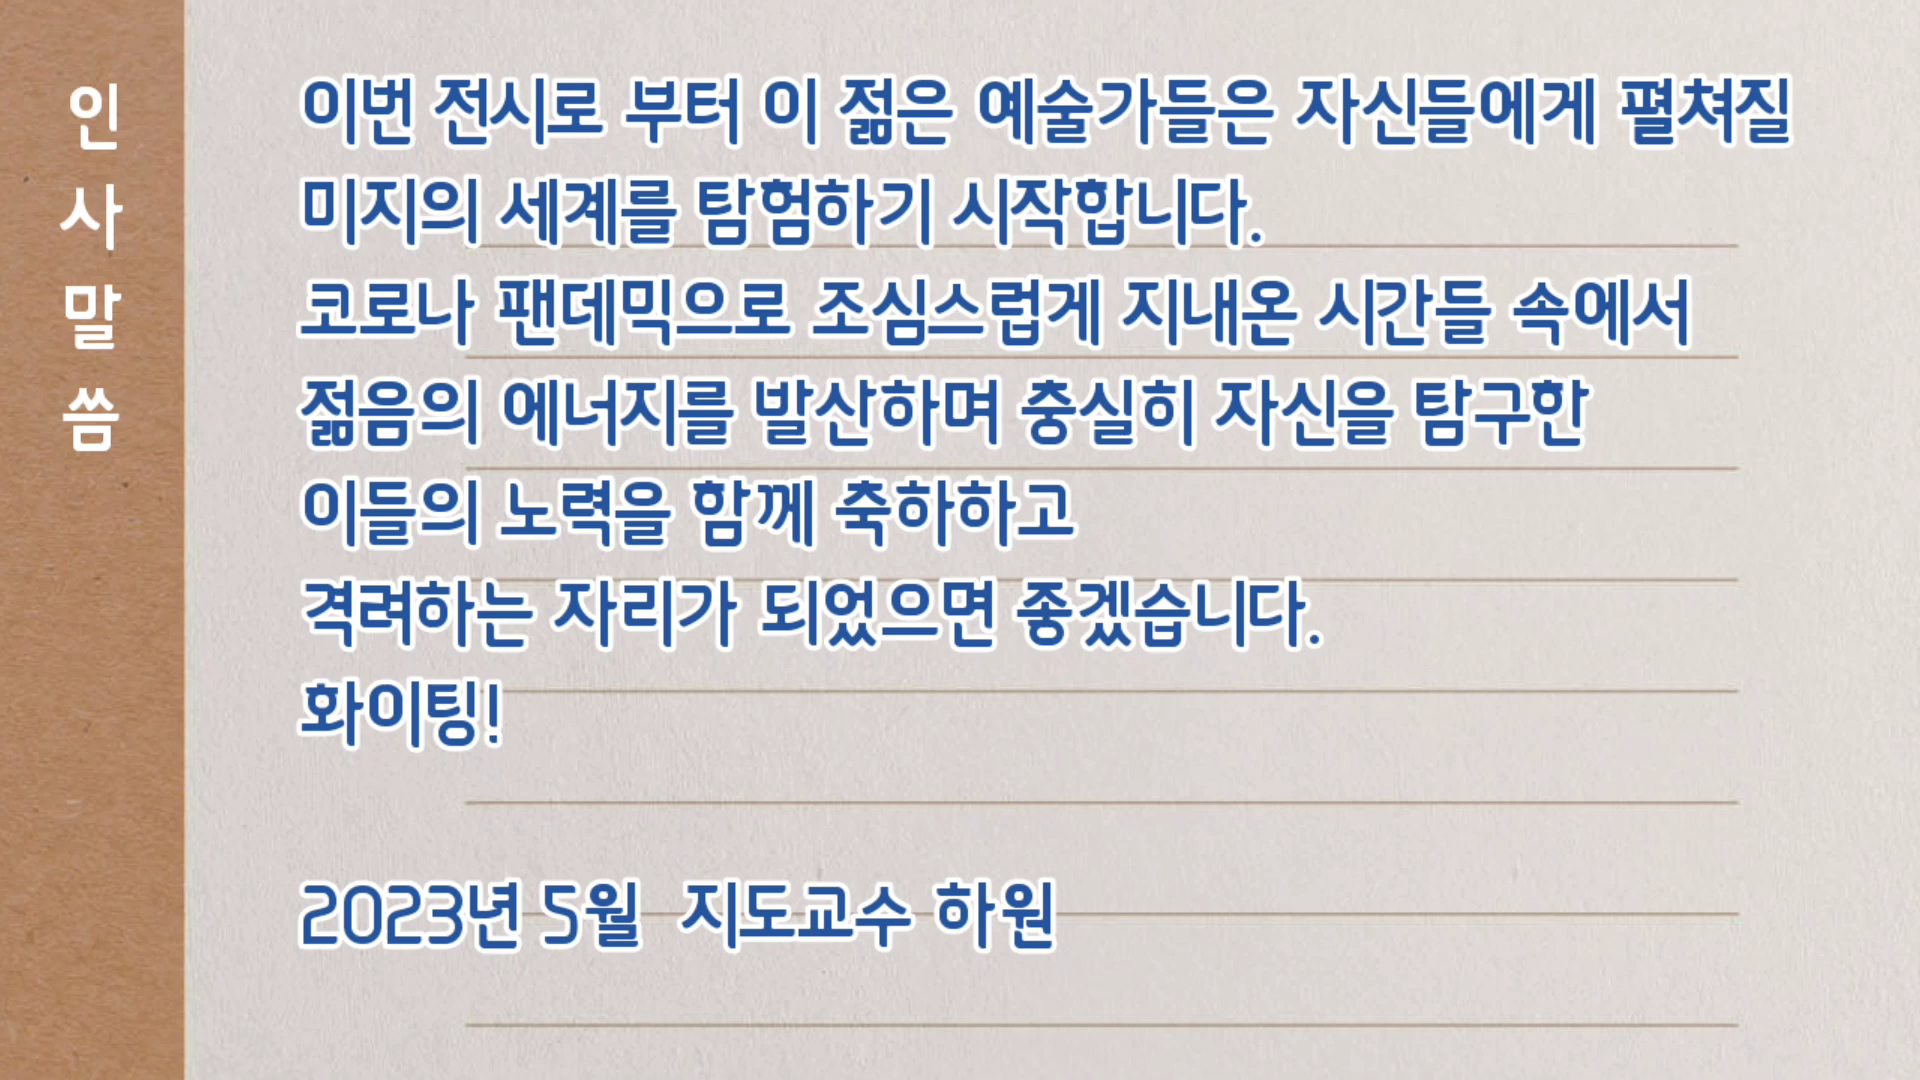 인사말씀
이번 전시로 부터 이 젊은 예술가들은 자신들에게 펼쳐질
미지의 세계를 탐험하기 시작합니다.
코로나 팬데믹으로 조심스럽게 지내온 시간들 속에서
젊음의 에너지를 발산하며 충실히 자신을 탐구한
이들의 노력을 함께 축하하고
격려하는 자리가 되었으면 좋겠습니다.
화이팅!
2023년 5월 지도교수 하원